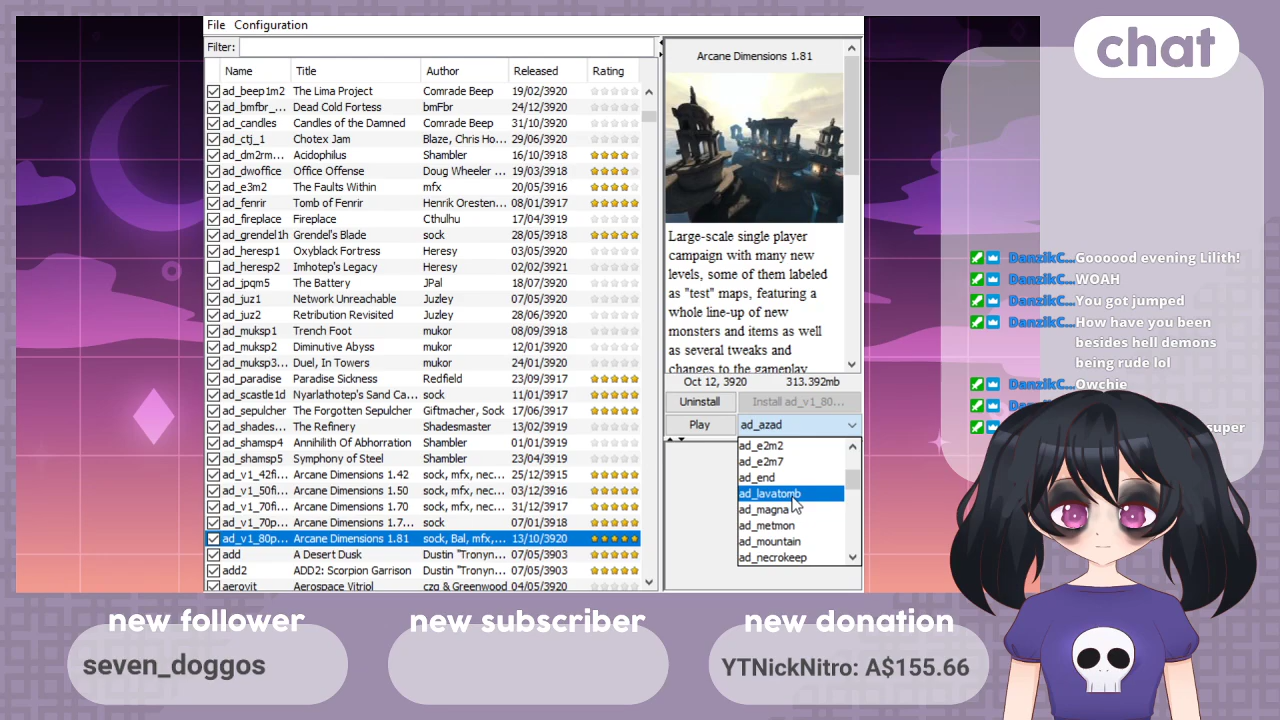 File Configuration
Filter:
Name Title Author Released Rating
ad_beep1m2 The Lima Project Comrade Beep 19/02/3920
ad_bmfbr_... Dead Cold Fortess bmFbr 24/12/3920
ad_candles Candles of the Damned Comrade Beep 31/10/3920
ad_ctj_1 Chotex Jam Blaze, Chris Ho... 29/06/3920
ad_dm2rm... Acidophilus Shambler 16/10/3918
ad_dwoffice Office Offense Doug Wheeler ... 19/03/3918
ad_e3m2 The Faults Within mfx 20/05/3916
ad_fenrir Tomb of Fenrir Henrik Oresten... 08/01/3917
ad_fireplace Fireplace Cthulhu 17/04/3919
ad_grendel1h Grendel's Blade sock 28/05/3918
ad_heresp1 Oxyblack Fortress Heresy 03/05/3920
ad_heresp2 Imhotep's Legacy Heresy 02/02/3921
ad_jpqm5 The Battery JPal 18/07/3920
ad_juz1 Network Unreachable Juzley 07/05/3920
ad_juz2 Retribution Revisited Juzley 28/06/3920
ad_muksp1 Trench Foot mukor 08/09/3918
ad_muksp2 Diminutive Abyss mukor 12/01/3920
ad_muksp3... Duel, In Towers mukor 24/01/3920
ad_paradise Paradise Sickness Redfield 23/09/3917
ad_scastle1d Nyarlathotep's Sand Ca... sock 11/01/3917
ad_sepulcher The Forgotten Sepulcher Giftmacher, Sock 17/06/3917
ad_shades... The Refinery Shadesmaster 13/02/3919
ad_shamsp4 Annihilith Of Abhorration Shambler 01/01/3919
ad_shamsp5 Symphony of Steel Shambler 23/04/3919
ad_v1_42fi... Arcane Dimensions 1.42 sock, mfx, nec... 25/12/3915
ad_v1_50fi... Arcane Dimensions 1.50 sock, mfx, nec... 03/12/3916
ad_v1_70fi... Arcane Dimensions 1.70 sock, mfx, nec... 31/12/3917
ad_v1_70p... Arcane Dimensions 1.7... sock 07/01/3918
ad_v1_80p... Arcane Dimensions 1.81 sock, Bal, mfx,... 13/10/3920
add A Desert Dusk Dustin "Tronyn... 07/05/3903
add2 ADD2: Scorpion Garrison Dustin "Tronyn... 07/05/3903
aerovit Aerospace Vitriol czg & Greenwood 04/05/3920
Arcane Dimensions 1.81
Large-scale single player
campaign with many new
levels, some of them labeled
as "test" maps, featuring a
whole line-up of new
monsters and items as well
as several tweaks and
changes to the gameplay
Oct 12, 3920 313.392mb
Uninstall Install ad_v1_80...
Play ad_azad
ad_e2m2
ad_e2m7
ad_end
ad_lavatomb
ad_magna
ad_metmon
ad_mountain
ad_necrokeep
chat
DanzikC... Goooood evening Lilith!
DanzikC... WOAH
DanzikC... You got jumped
DanzikC... How have you been
besides hell demons
being rude lol
DanzikC... Owchie
super
new follower
seven_doggos
new subscriber
new donation
YTNickNitro: A$155.66